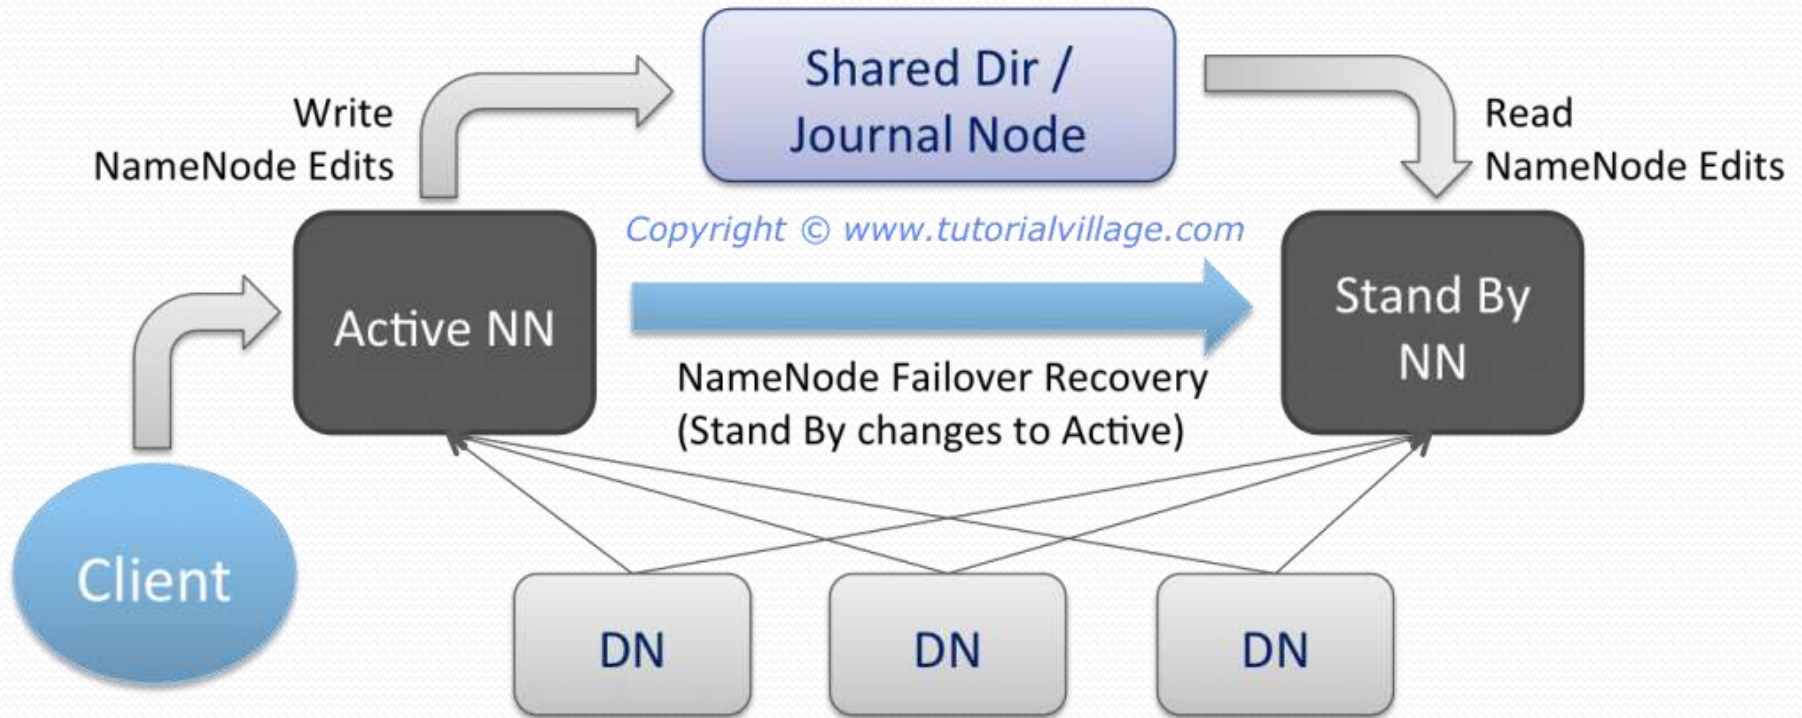 Shared Dir /
Journal Node
Write
NameNode Edits
Read
NameNode Edits
Copyright © www.tutorialvillage.com
Active NN
Stand By
NN
NameNode Failover Recovery
(Stand By changes to Active)
Client
DN
DN
DN